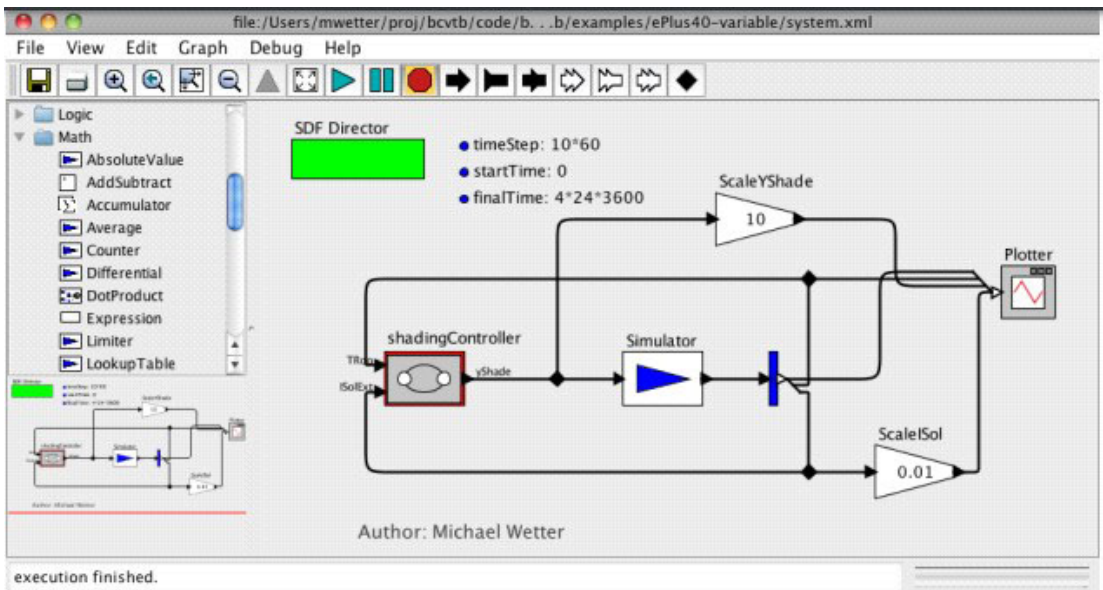 file:/Users/mwetter/proj/bcvtb/code/b. . .b/examples/ePlus40-variable/system.xml
File View Edit Graph Debug Help
Logic
Math
AbsoluteValue
AddSubtract
Accumulator
Average
Counter
Differential
DotProduct
Expression
Limiter
LookupTable
SDF Director
timeStep: 10*60
startTime: 0
finalTime: 4*24*3600
ScaleYShade
10
Plotter
shadingController
Simulator
yShade
ISolExt
ScaleISol
0.01
Author: Michael Wetter
execution finished.